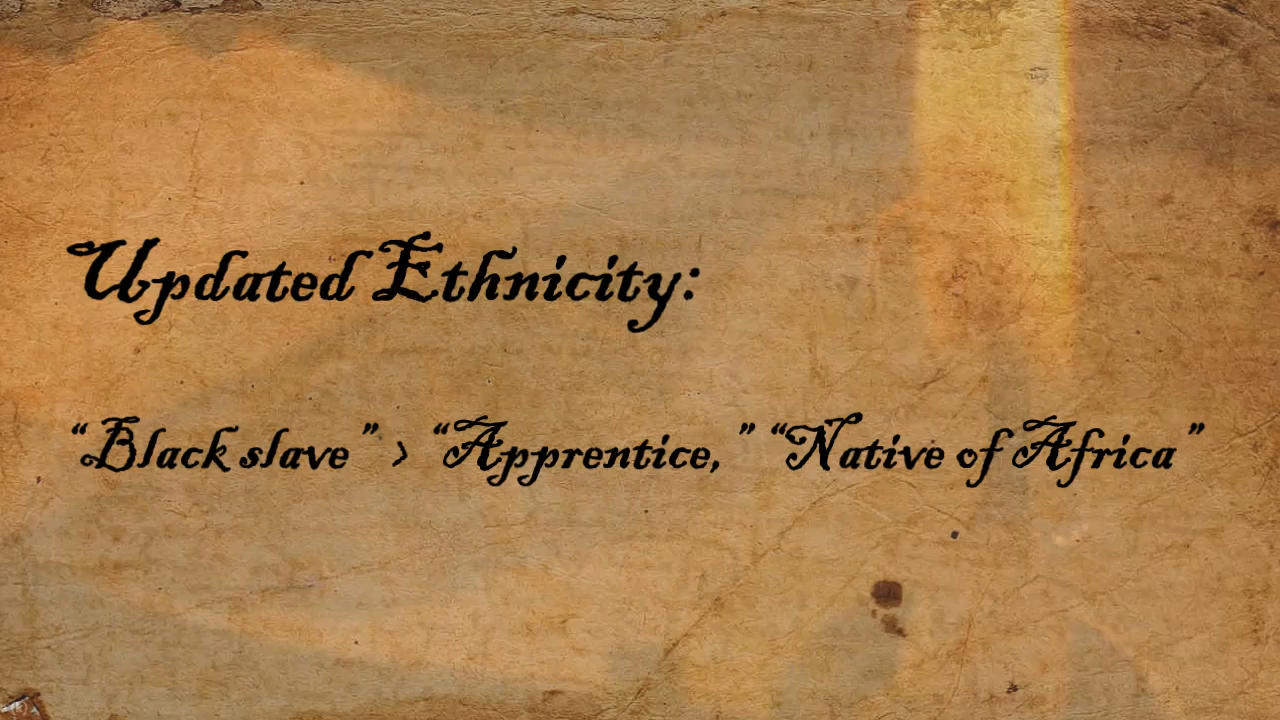 Updated Ethnicity:
“Black slave” > “Apprentice,” “Native of Africa”